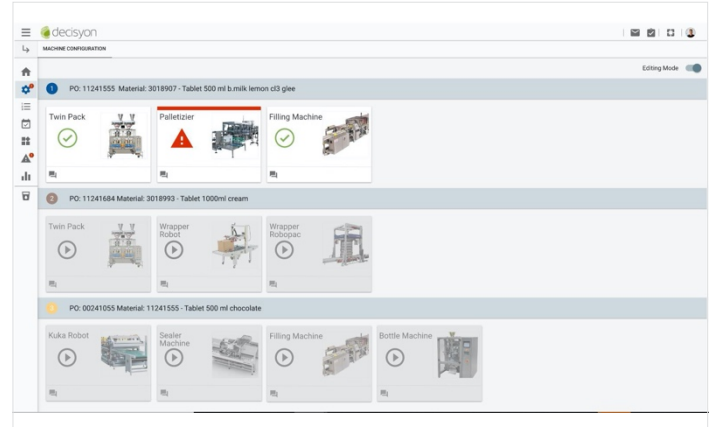 decisyon
MACHINE CONFIGURATION
Editing Mode
1 PO: 11241555 Material: 3018907 - Tablet 500 ml b.milk lemon cl3 glee
Twin Pack
Palletizier
Filling Machine
2 PO: 11241684 Material: 3018993 - Tablet 1000ml cream
Twin Pack
Wrapper
Robot
Wrapper
Robopac
PO: 00241055 Material: 11241555 - Tablet 500 ml chocolate
Kuka Robot
Sealer
Machine
Filling Machine
Bottle Machine